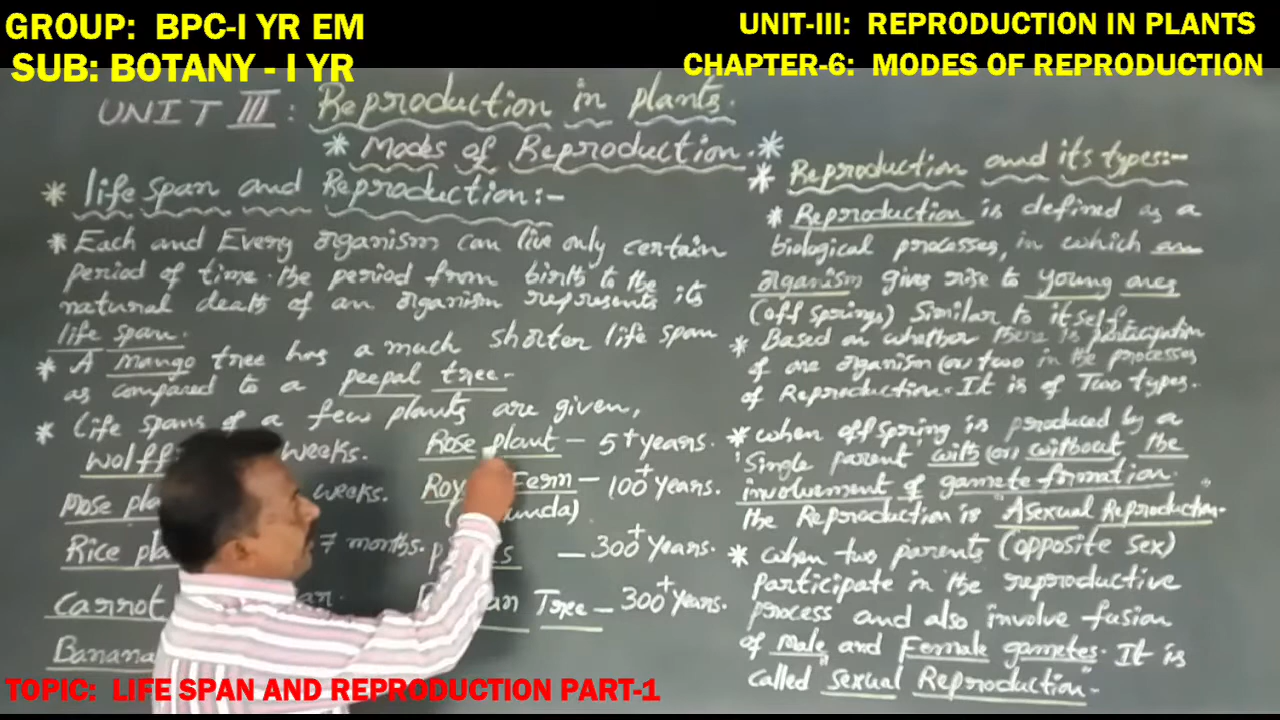 GROUP: BPC-I YR EM
SUB: BOTANY - I YR
UNIT-III: REPRODUCTION IN PLANTS
CHAPTER-6: MODES OF REPRODUCTION
UNIT III: Reproduction in plants.
* Modes of Reproduction. *
* life span and Reproduction:-
* Each and Every organism can live only certain
period of time. the period from birth to the
natural death of an organism represents its
life span.
* A mango tree has a much shorter life span
as compared to a peepal tree.
* Life spans of a few plants are given,
weeks.
weeks.
Rice
7 months.
Carrot
Banana
Rose plant - 5+ years.
Ferm - 100+ years.
- 300+ years.
Tree - 300+ years.
* Reproduction and its types:-
* Reproduction is defined as a
biological processes, in which an
organism gives rise to young ones
(off springs) Similar to itself.
* Based on whether there is participation
of one organism (or) two in the processes
of Reproduction. It is of Two types.
* when offspring is produced by a
'Single parent' with (or) without the
involvement of gamete formation.
the Reproduction is "Asexual Reproduction".
* when two parents (opposite sex)
participate in the reproductive
process and also involve fusion
of Male and Female gametes. It is
called "sexual Reproduction".
TOPIC: LIFE SPAN AND REPRODUCTION PART-1